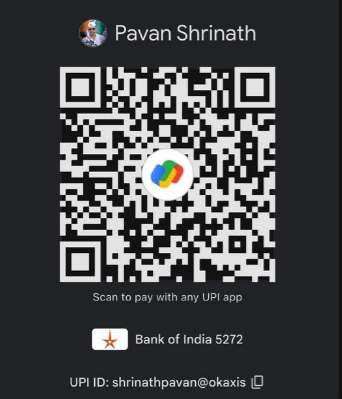 Pavan Shrinath
Scan to pay with any UPI app
Bank of India 5272
UPI ID: shrinathpavan@okaxis